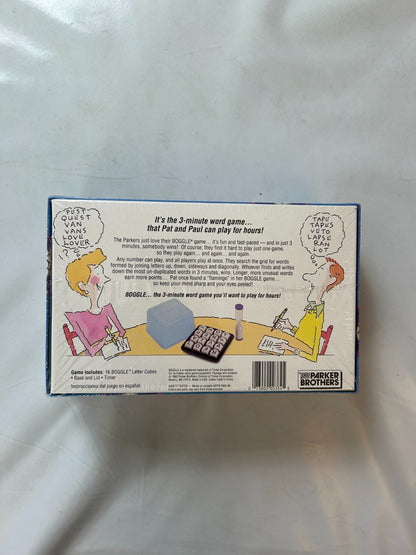 PEST
QUEST
VAN
VANS
LOVE
LOVER
? ? ?
TAPE
TAPES
VETO
LAPSE
RAN
LOT
It's the 3-minute word game...
that Pat and Paul can play for hours!
The Parkers just love their BOGGLE® game... it's fun and fast-paced — and in just 3
minutes, somebody wins! Of course, they find it hard to play just one game,
so they play again... and again... and again.
Any number can play, and all players play at once. They search the grid for words
formed by joining letters up, down, sideways and diagonally. Whoever finds and writes
down the most un-duplicated words in 3 minutes, wins. Longer, more unusual words
earn more points... Pat once found a "flamingo" in her BOGGLE game...
so keep your mind sharp and your eyes peeled!
BOGGLE... the 3-minute word game you'll want to play for hours!
Game Includes: 16 BOGGLE® Letter Cubes
• Base and Lid • Timer
Instrucciones del juego en español.
PARKER
BROTHERS